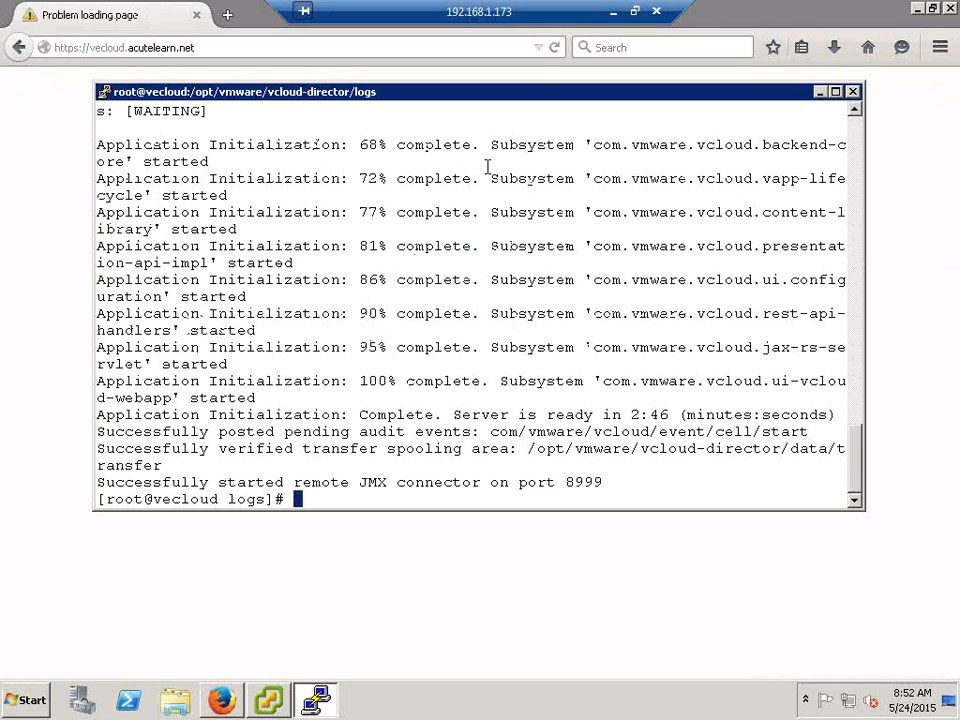 Problem loading page
192.168.1.173
https://vecloud.acutelearn.net
Search
root@vecloud:/opt/vmware/vcloud-director/logs
s: [WAITING]
Application Initialization: 68% complete. Subsystem 'com.vmware.vcloud.backend-c
ore' started
Application Initialization: 72% complete. Subsystem 'com.vmware.vcloud.vapp-life
cycle' started
Application Initialization: 77% complete. Subsystem 'com.vmware.vcloud.content-l
ibrary' started
Application Initialization: 81% complete. Subsystem 'com.vmware.vcloud.presentat
ion-api-impl' started
Application Initialization: 86% complete. Subsystem 'com.vmware.vcloud.ui.config
uration' started
Application Initialization: 90% complete. Subsystem 'com.vmware.vcloud.rest-api-
handlers' started
Application Initialization: 95% complete. Subsystem 'com.vmware.vcloud.jax-rs-se
rvlet' started
Application Initialization: 100% complete. Subsystem 'com.vmware.vcloud.ui-vclou
d-webapp' started
Application Initialization: Complete. Server is ready in 2:46 (minutes:seconds)
Successfully posted pending audit events: com/vmware/vcloud/event/cell/start
Successfully verified transfer spooling area: /opt/vmware/vcloud-director/data/t
ransfer
Successfully started remote JMX connector on port 8999
[root@vecloud logs]#
Start
8:52 AM
5/24/2015